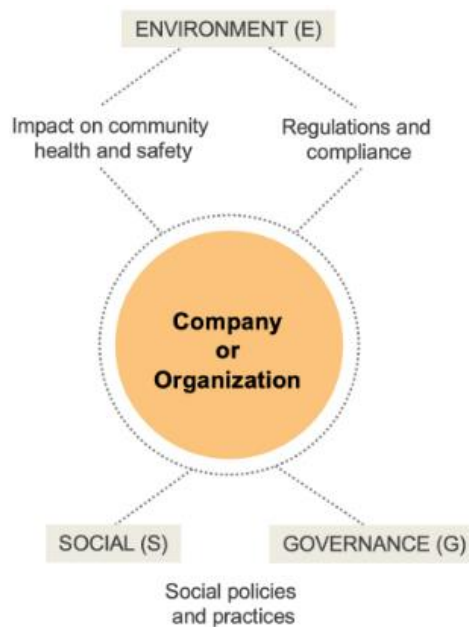 ENVIRONMENT (E)
Impact on community
health and safety
Regulations and
compliance
Company
or
Organization
SOCIAL (S)
GOVERNANCE (G)
Social policies
and practices